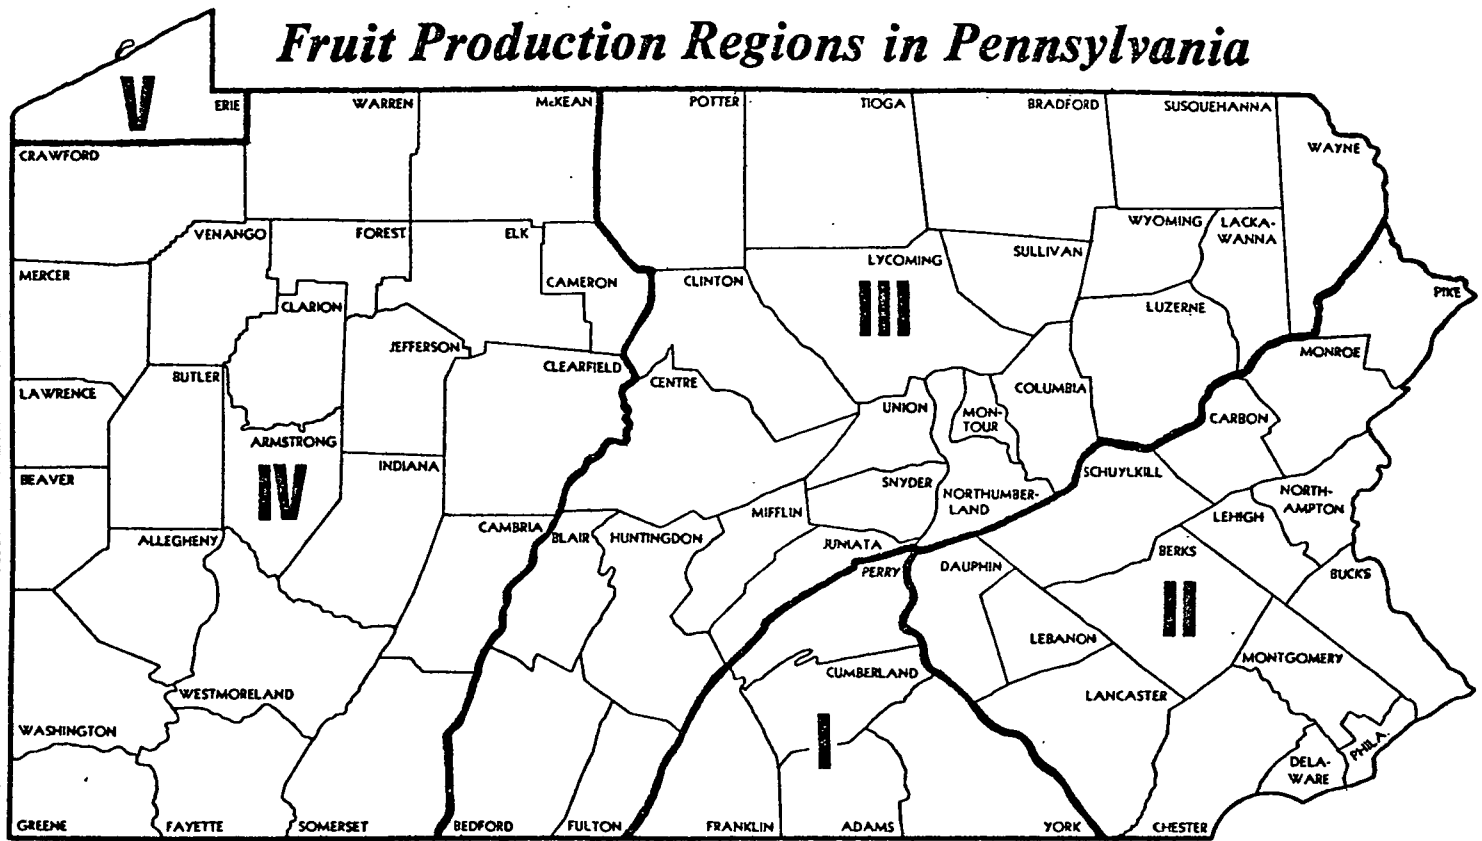 Fruit Production Regions in Pennsylvania
V
ERIE
WARREN
McKEAN
POTTER
TIOGA
BRADFORD
SUSQUEHANNA
WAYNE
CRAWFORD
VENANGO
FOREST
ELK
CAMERON
CLINTON
LYCOMING
SULLIVAN
WYOMING
LACKA-
WANNA
PIKE
MERCER
CLARION
III
LUZERNE
JEFFERSON
CLEARFIELD
CENTRE
MONROE
LAWRENCE
BUTLER
UNION
MON-
TOUR
COLUMBIA
CARBON
ARMSTRONG
IV
INDIANA
BEAVER
SNYDER
NORTHUMBER-
LAND
SCHUYLKILL
NORTH-
AMPTON
LEHIGH
ALLEGHENY
CAMBRIA
BLAIR
HUNTINGDON
MIFFLIN
JUNIATA
PERRY
DAUPHIN
BERKS
II
BUCKS
LEBANON
MONTGOMERY
CUMBERLAND
LANCASTER
WESTMORELAND
WASHINGTON
I
DELA-
WARE
PHILA.
GREENE
FAYETTE
SOMERSET
BEDFORD
FULTON
FRANKLIN
ADAMS
YORK
CHESTER